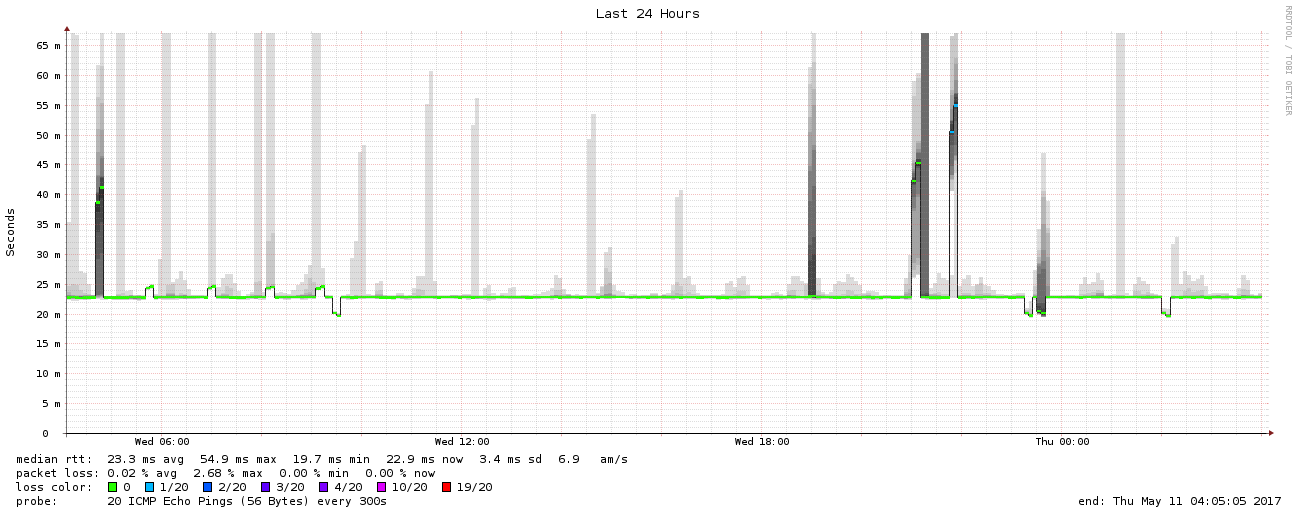 Last 24 Hours
RRDTOOL / TOBI OETIKER
Seconds
65 m
60 m
55 m
50 m
45 m
40 m
35 m
30 m
25 m
20 m
15 m
10 m
5 m
0
Wed 06:00 Wed 12:00 Wed 18:00 Thu 00:00
median rtt: 23.3 ms avg 54.9 ms max 19.7 ms min 22.9 ms now 3.4 ms sd 6.9 am/s
packet loss: 0.02 % avg 2.68 % max 0.00 % min 0.00 % now
loss color: 0 1/20 2/20 3/20 4/20 10/20 19/20
probe: 20 ICMP Echo Pings (56 Bytes) every 300s end: Thu May 11 04:05:05 2017